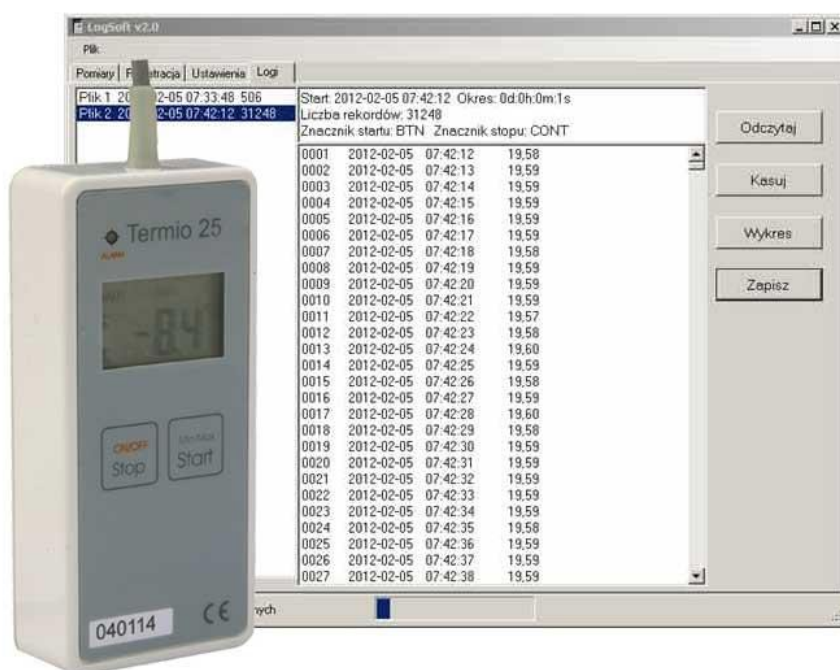 LogSoft v2.0
Plik
Pomiary Ustawienia Logi
Plik 1 07:33:48 506
Plik 2 2012-02-05 07:42:12 31248
Start: 2012-02-05 07:42:12 Okres: 0d:0h:0m:1s
Liczba rekordów: 31248
Znacznik startu: BTN Znacznik stopu: CONT
0001 2012-02-05 07:42:12 19,58
0002 2012-02-05 07:42:13 19,59
0003 2012-02-05 07:42:14 19,59
0004 2012-02-05 07:42:15 19,59
0005 2012-02-05 07:42:16 19,59
0006 2012-02-05 07:42:17 19,59
0007 2012-02-05 07:42:18 19,58
0008 2012-02-05 07:42:19 19,59
0009 2012-02-05 07:42:20 19,59
0010 2012-02-05 07:42:21 19,59
0011 2012-02-05 07:42:22 19,57
0012 2012-02-05 07:42:23 19,58
0013 2012-02-05 07:42:24 19,60
0014 2012-02-05 07:42:25 19,59
0015 2012-02-05 07:42:26 19,58
0016 2012-02-05 07:42:27 19,59
0017 2012-02-05 07:42:28 19,60
0018 2012-02-05 07:42:29 19,58
0019 2012-02-05 07:42:30 19,59
0020 2012-02-05 07:42:31 19,59
0021 2012-02-05 07:42:32 19,59
0022 2012-02-05 07:42:33 19,59
0023 2012-02-05 07:42:34 19,59
0024 2012-02-05 07:42:35 19,58
0025 2012-02-05 07:42:36 19,59
0026 2012-02-05 07:42:37 19,59
0027 2012-02-05 07:42:38 19,59
Odczytaj
Kasuj
Wykres
Zapisz
nych
Termio 25
ALARM
-8.4
ON/OFF
Stop
Min/Max
Start
040114
CE